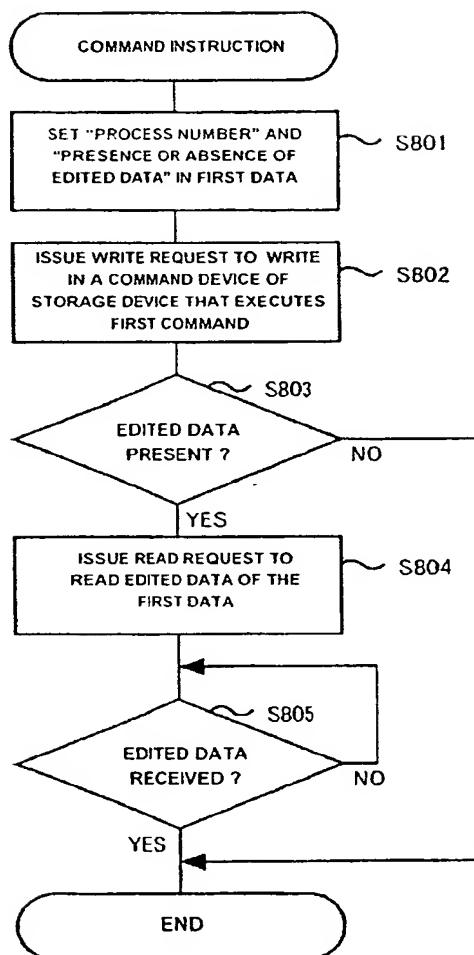 COMMAND INSTRUCTION
SET "PROCESS NUMBER" AND
"PRESENCE OR ABSENCE OF
EDITED DATA" IN FIRST DATA
S801
ISSUE WRITE REQUEST TO WRITE
IN A COMMAND DEVICE OF
STORAGE DEVICE THAT EXECUTES
FIRST COMMAND
S802
S803
EDITED DATA
PRESENT ?
NO
YES
ISSUE READ REQUEST TO
READ EDITED DATA OF THE
FIRST DATA
S804
S805
EDITED DATA
RECEIVED ?
NO
YES
END